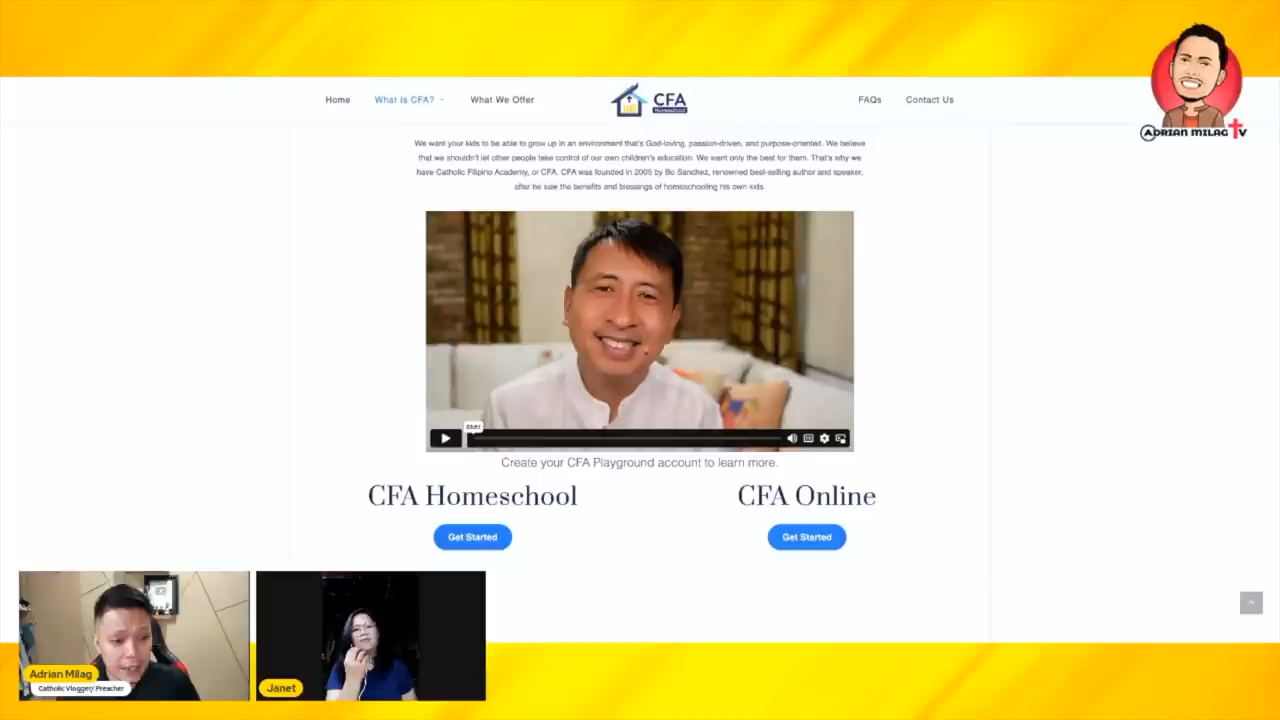 Home
What Is CFA?
What We Offer
CFA
Homeschool
FAQs
Contact Us
@ADRIAN MILAG TV
We want your kids to be able to grow up in an environment that's God-loving, passion-driven, and purpose-oriented. We believe
that we shouldn't let other people take control of our own children's education. We want only the best for them. That's why we
have Catholic Filipino Academy, or CFA. CFA was founded in 2005 by Bo Sanchez, renowned best-selling author and speaker,
after he saw the benefits and blessings of homeschooling his own kids.
Create your CFA Playground account to learn more.
CFA Homeschool
CFA Online
Get Started
Get Started
Adrian Milag
Catholic Vlogger/ Preacher
Janet